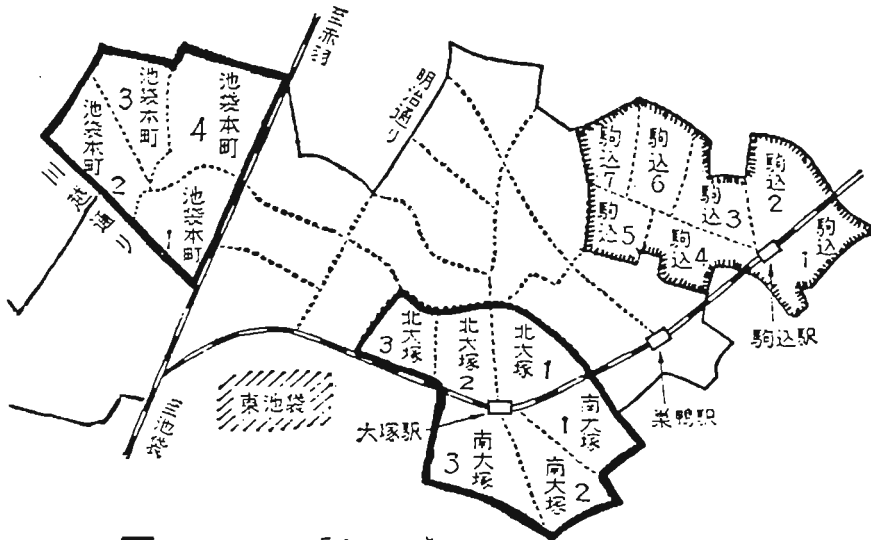 至赤羽
明治通り
池袋本町
3
池袋本町
4
池袋本町
2
池袋本町
1
川越通り
至池袋
東池袋
駒込
7
駒込
6
駒込
5
駒込
4
駒込
3
駒込
2
駒込
1
駒込駅
巣鴨駅
大塚駅
北大塚
3
北大塚
2
北大塚
1
南大塚
1
南大塚
2
南大塚
3